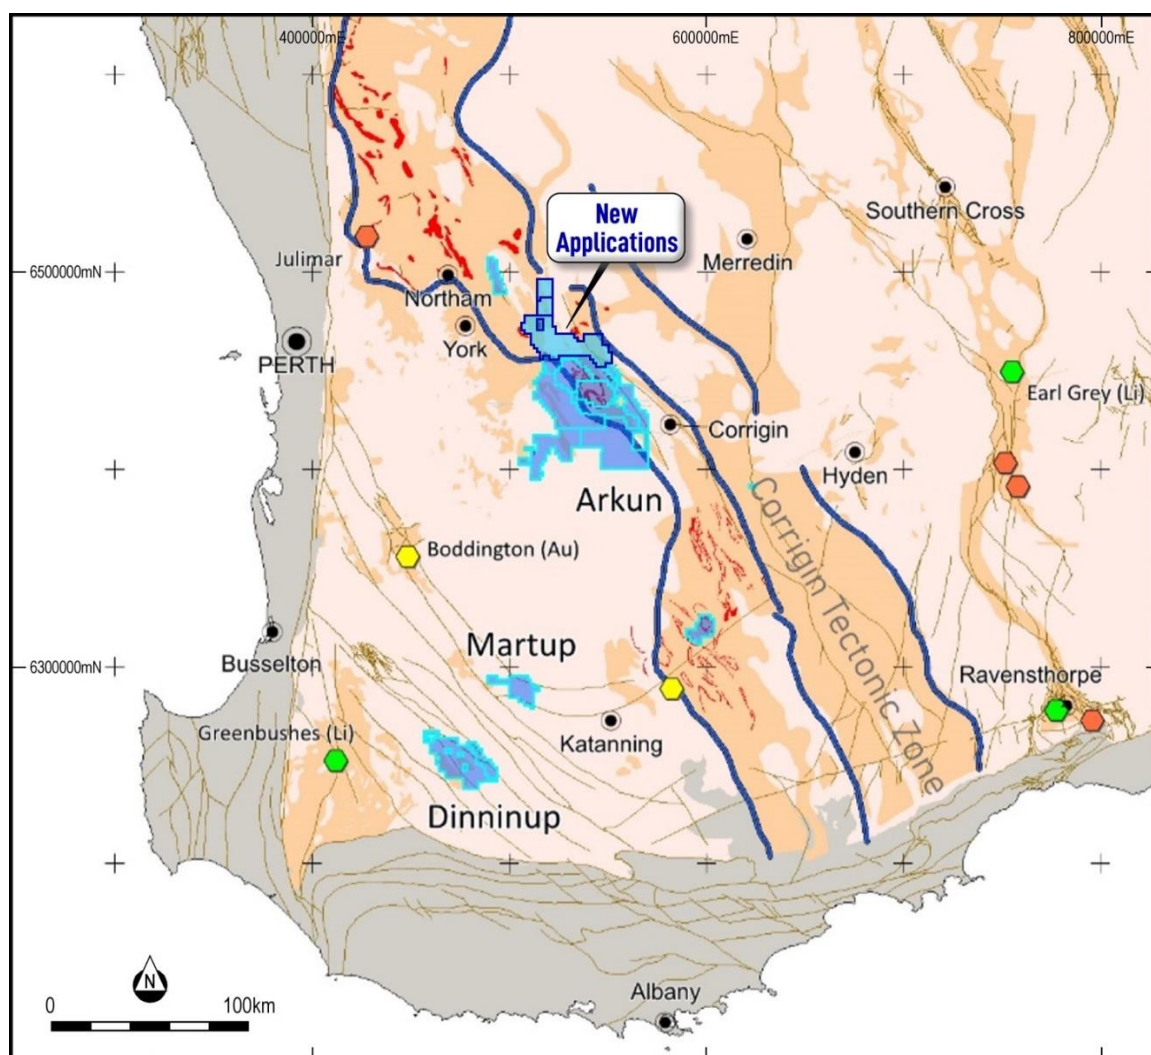 400000mE
600000mE
800000mE
New
Applications
Southern Cross
Merredin
Julimar
6500000mN
Northam
York
PERTH
Earl Grey (Li)
Corrigin
Hyden
Arkun
Corrigin Tectonic Zone
Boddington (Au)
Martup
Busselton
6300000mN
Ravensthorpe
Greenbushes (Li)
Katanning
Dinninup
N
0
100km
Albany